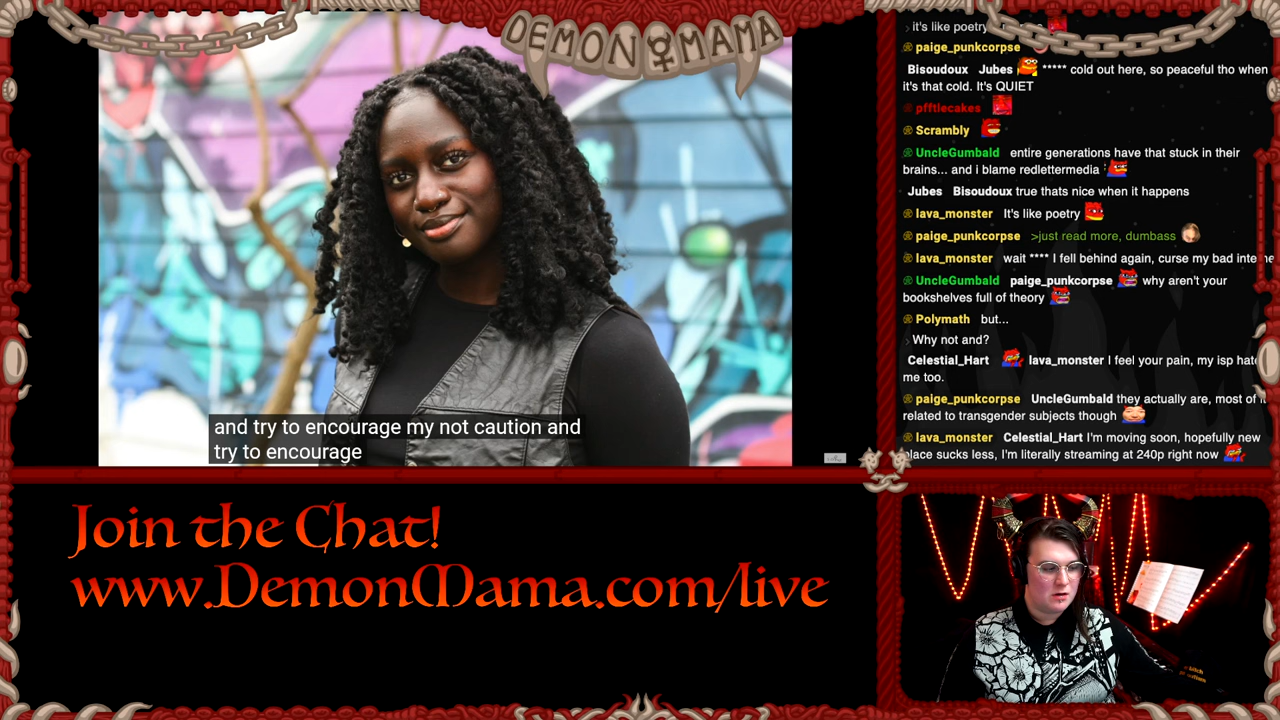 DEMON MAMA
and try to encourage my not caution and
try to encourage
Join the Chat!
www.DemonMama.com/live
it's like poetry
paige_punkcorpse
Bisoudoux Jubes ***** cold out here, so peaceful tho when
it's that cold. It's QUIET
pfftlecakes
Scrambly
UncleGumbald entire generations have that stuck in their
brains... and i blame redlettermedia
Jubes Bisoudoux true thats nice when it happens
lava_monster It's like poetry
paige_punkcorpse >just read more, dumbass
lava_monster wait **** I fell behind again, curse my bad
UncleGumbald paige_punkcorpse why aren't your
bookshelves full of theory
Polymath but...
Why not and?
Celestial_Hart lava_monster I feel your pain, my isp
me too.
paige_punkcorpse UncleGumbald they actually are, most of
related to transgender subjects though
lava_monster Celestial_Hart I'm moving soon, hopefully new
place sucks less, I'm literally streaming at 240p right now